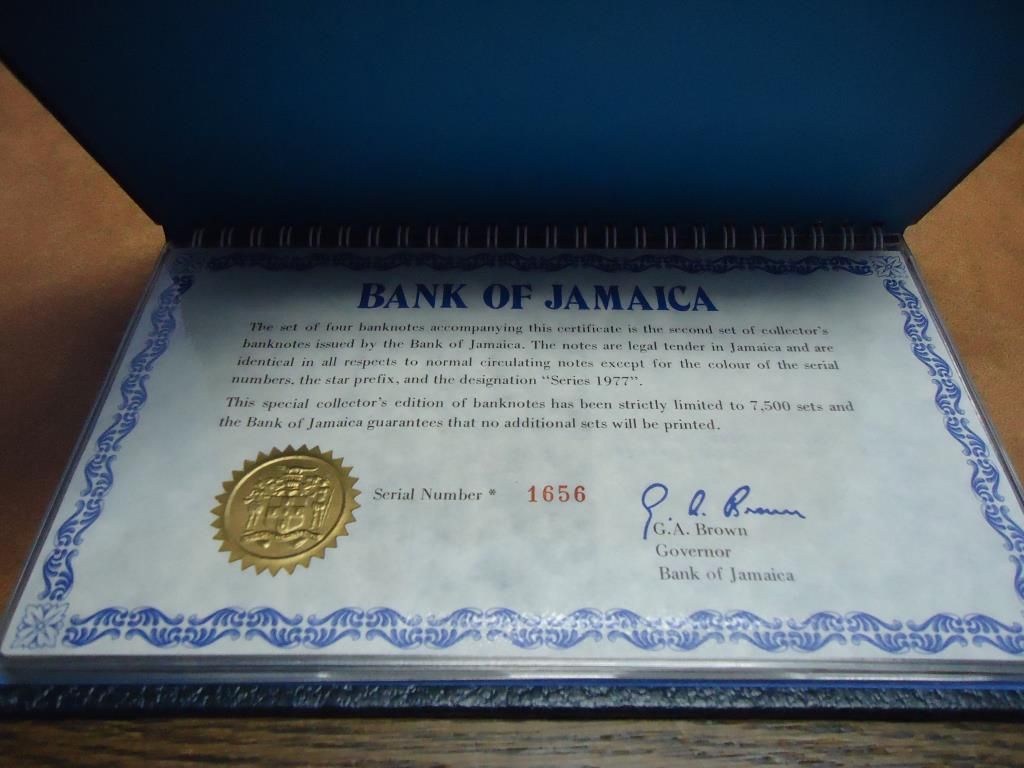 BANK OF JAMAICA
The set of four banknotes accompanying this certificate is the second set of collector's
banknotes issued by the Bank of Jamaica. The notes are legal tender in Jamaica and are
identical in all respects to normal circulating notes except for the colour of the serial
numbers, the star prefix, and the designation "Series 1977".
This special collector's edition of banknotes has been strictly limited to 7,500 sets and
the Bank of Jamaica guarantees that no additional sets will be printed.
Serial Number * 1656
G. A. Brown
G.A. Brown
Governor
Bank of Jamaica